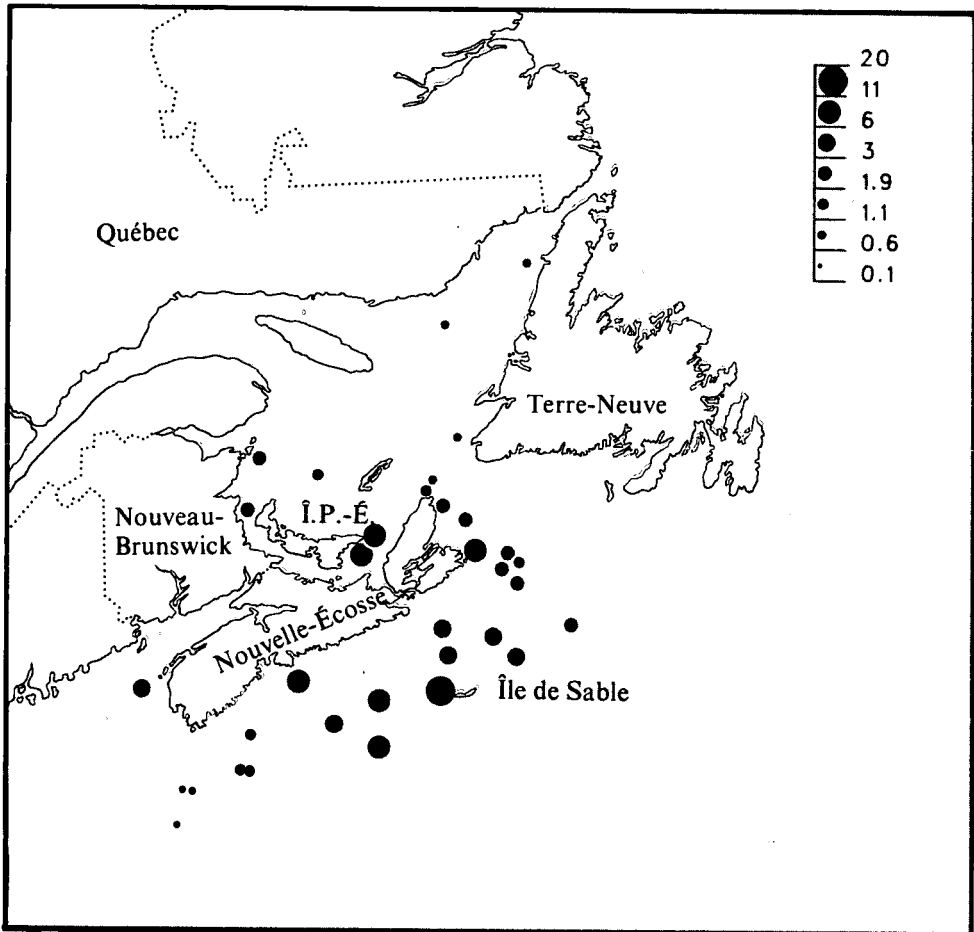 20
11
6
3
1.9
1.1
0.6
0.1
Québec
Terre-Neuve
Nouveau-
Brunswick
Î.P.-É.
Nouvelle-Écosse
Île de Sable